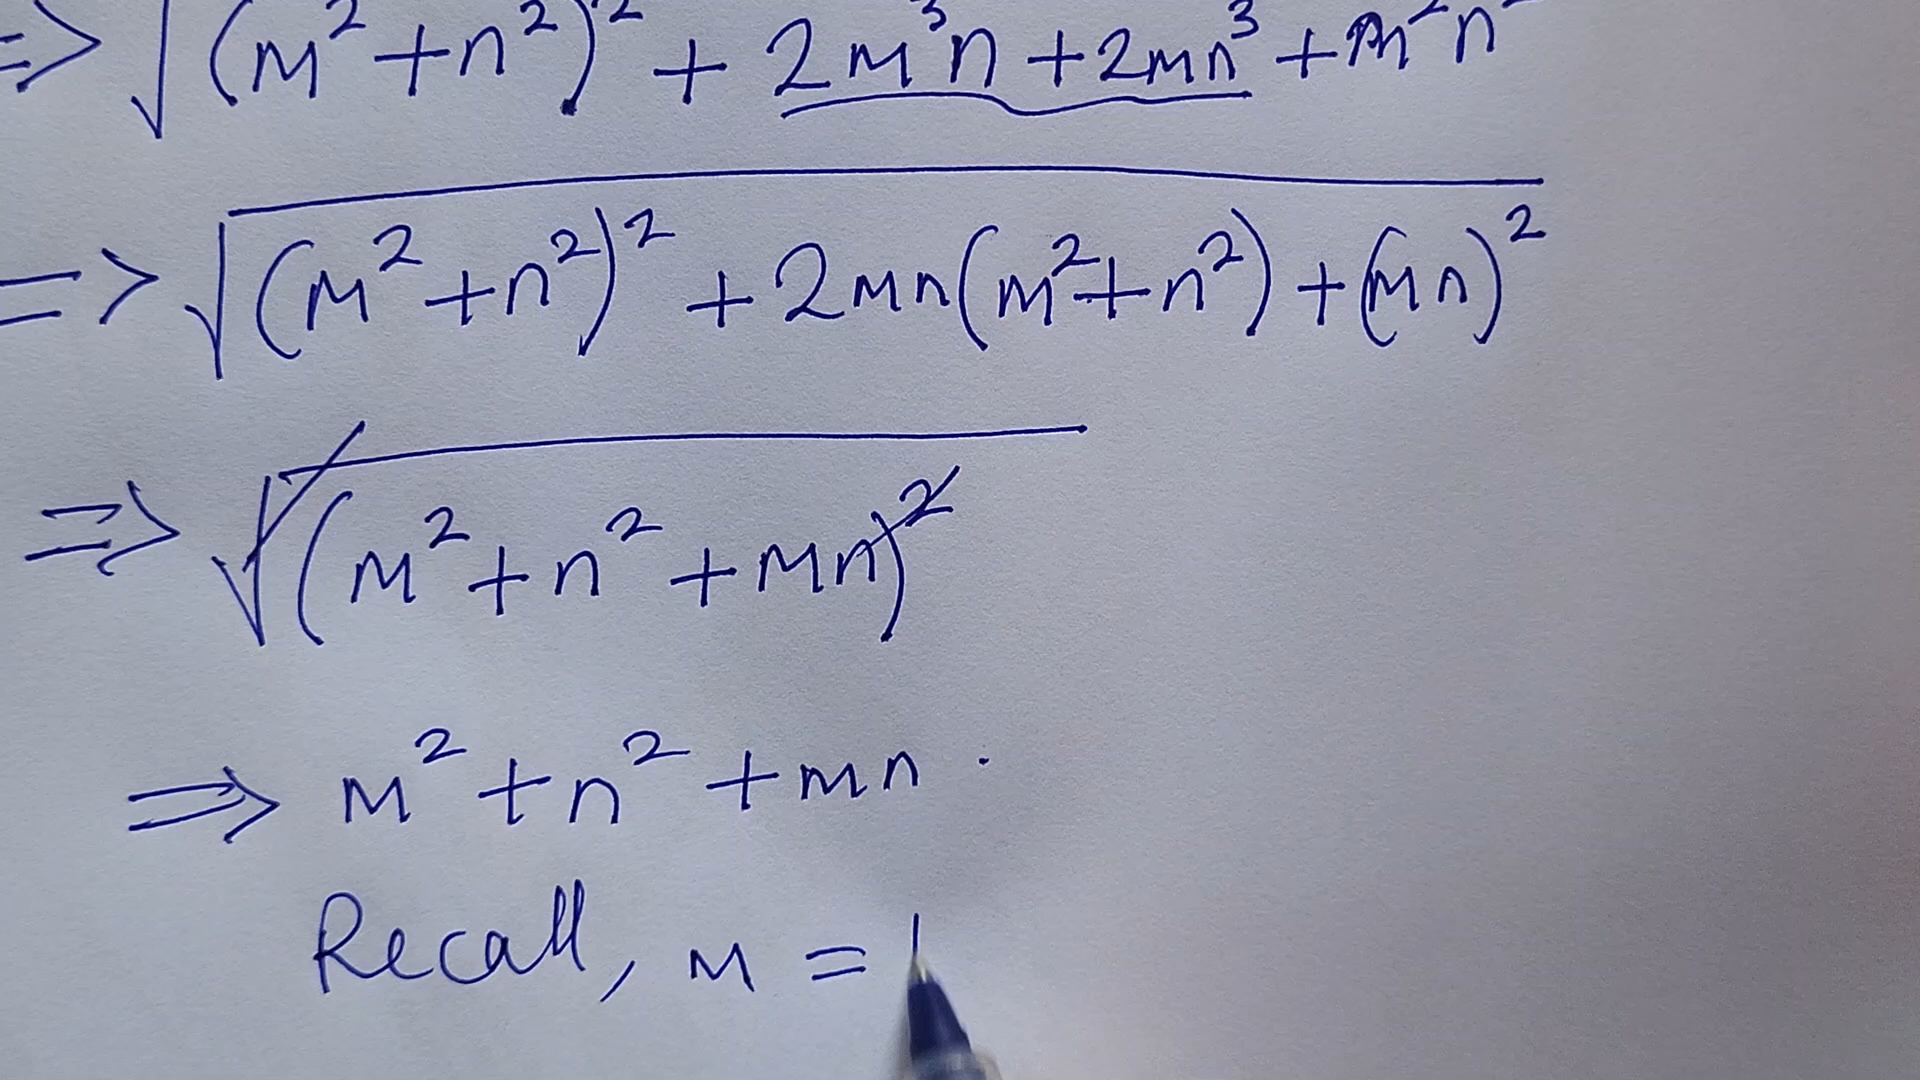 => √(m² + n²)² + 2m³n + 2mn³ + m²n²
=> √(m² + n²)² + 2mn(m² + n²) + (mn)²
=> √(m² + n² + mn)²
=> m² + n² + mn .
Recall, m =